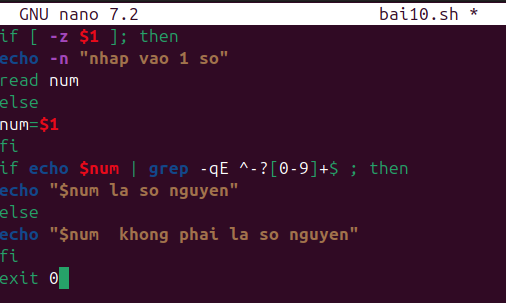 GNU nano 7.2 bai10.sh *
if [ -z $1 ]; then
echo -n "nhap vao 1 so"
read num
else
num=$1
fi
if echo $num | grep -qE ^-?[0-9]+$ ; then
echo "$num la so nguyen"
else
echo "$num  khong phai la so nguyen"
fi
exit 0